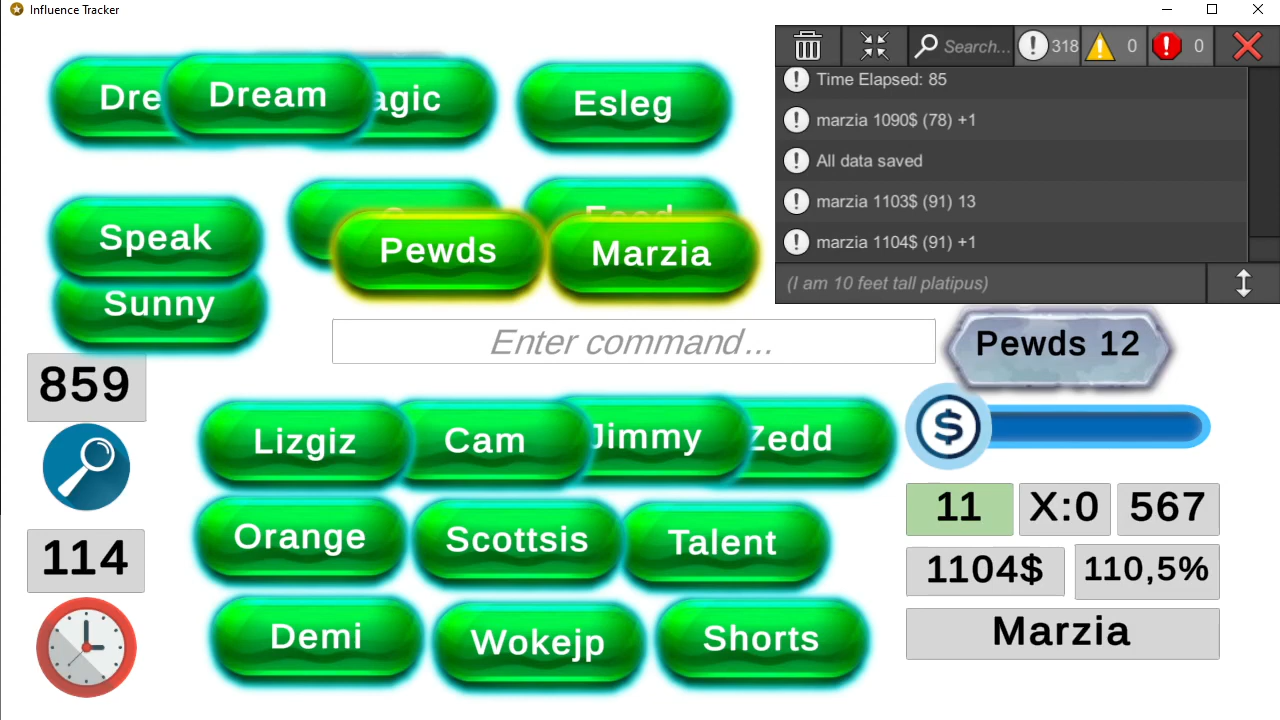 Influence Tracker
Search...
318
0
0
Time Elapsed: 85
marzia 1090$ (78) +1
All data saved
marzia 1103$ (91) 13
marzia 1104$ (91) +1
(I am 10 feet tall platipus)
Dre
Dream
agic
Esleg
Speak
Sunny
Pewds
Marzia
Enter command...
Pewds 12
859
114
Lizgiz
Cam
Jimmy
Zedd
Orange
Scottsis
Talent
Demi
Wokejp
Shorts
$
11
X:0
567
1104$
110,5%
Marzia